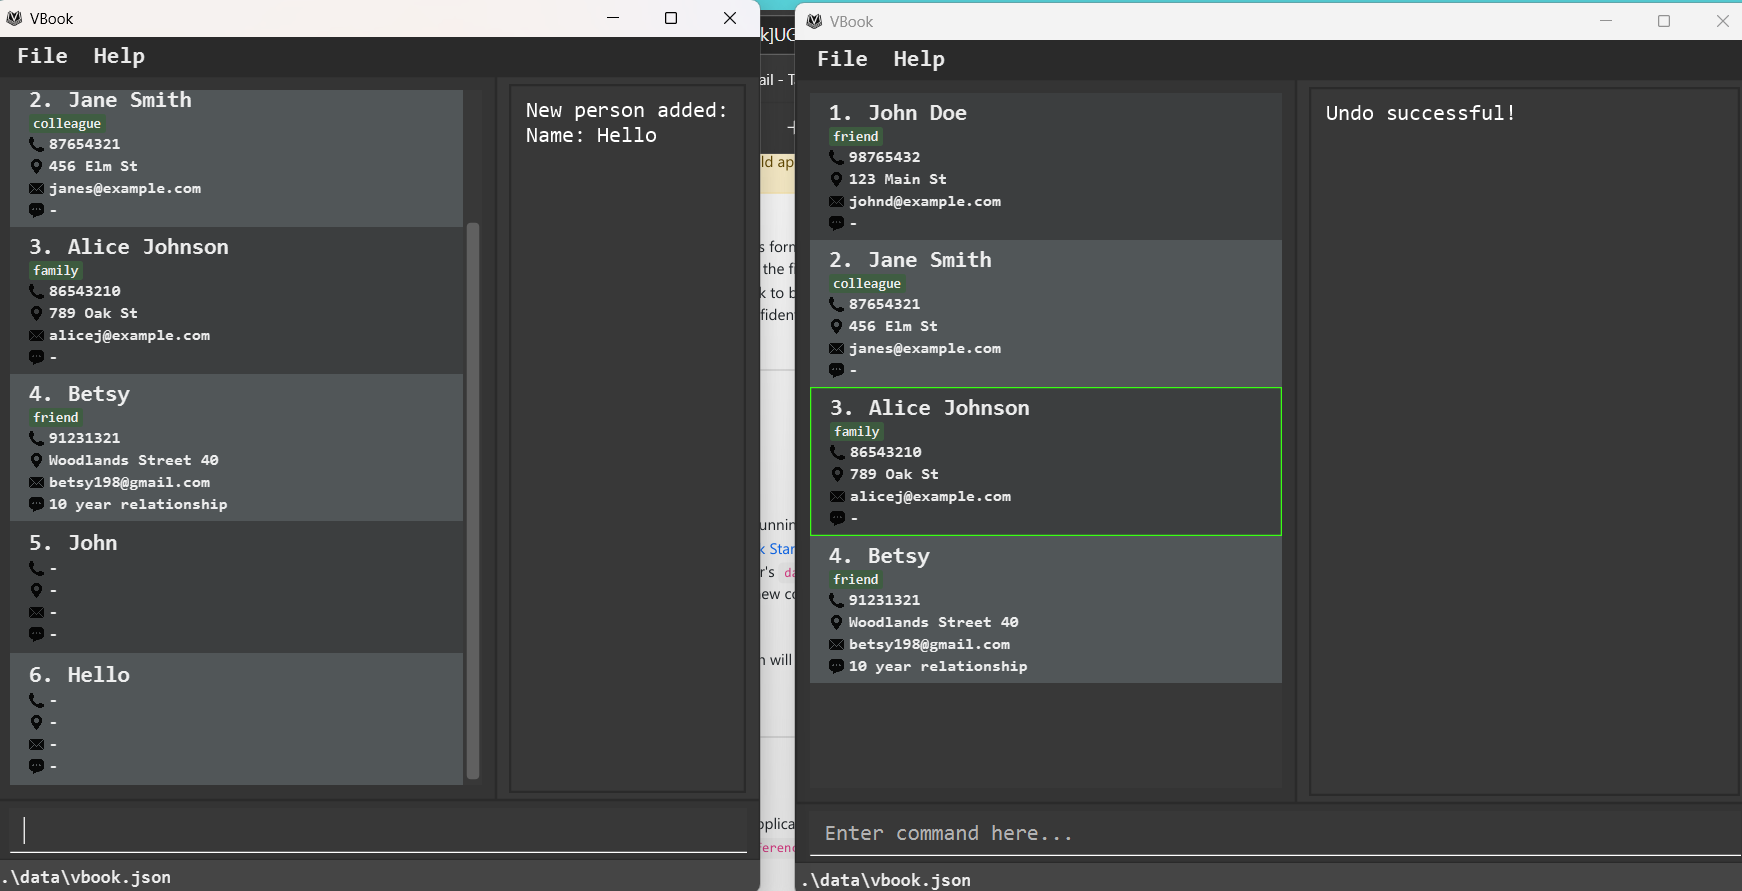 VBook
File Help
2. Jane Smith
colleague
87654321
456 Elm St
janes@example.com
-
3. Alice Johnson
family
86543210
789 Oak St
alicej@example.com
-
4. Betsy
friend
91231321
Woodlands Street 40
betsy198@gmail.com
10 year relationship
5. John
-
-
-
-
6. Hello
-
-
-
-
New person added:
Name: Hello
.\data\vbook.json
k]UG
ail - T
ld ap
s form
the fi
k to b
fident
unnin
k Star
r's da
ew co
n will
plica
ferenc
VBook
File Help
1. John Doe
friend
98765432
123 Main St
johnd@example.com
-
2. Jane Smith
colleague
87654321
456 Elm St
janes@example.com
-
3. Alice Johnson
family
86543210
789 Oak St
alicej@example.com
-
4. Betsy
friend
91231321
Woodlands Street 40
betsy198@gmail.com
10 year relationship
Undo successful!
Enter command here...
.\data\vbook.json